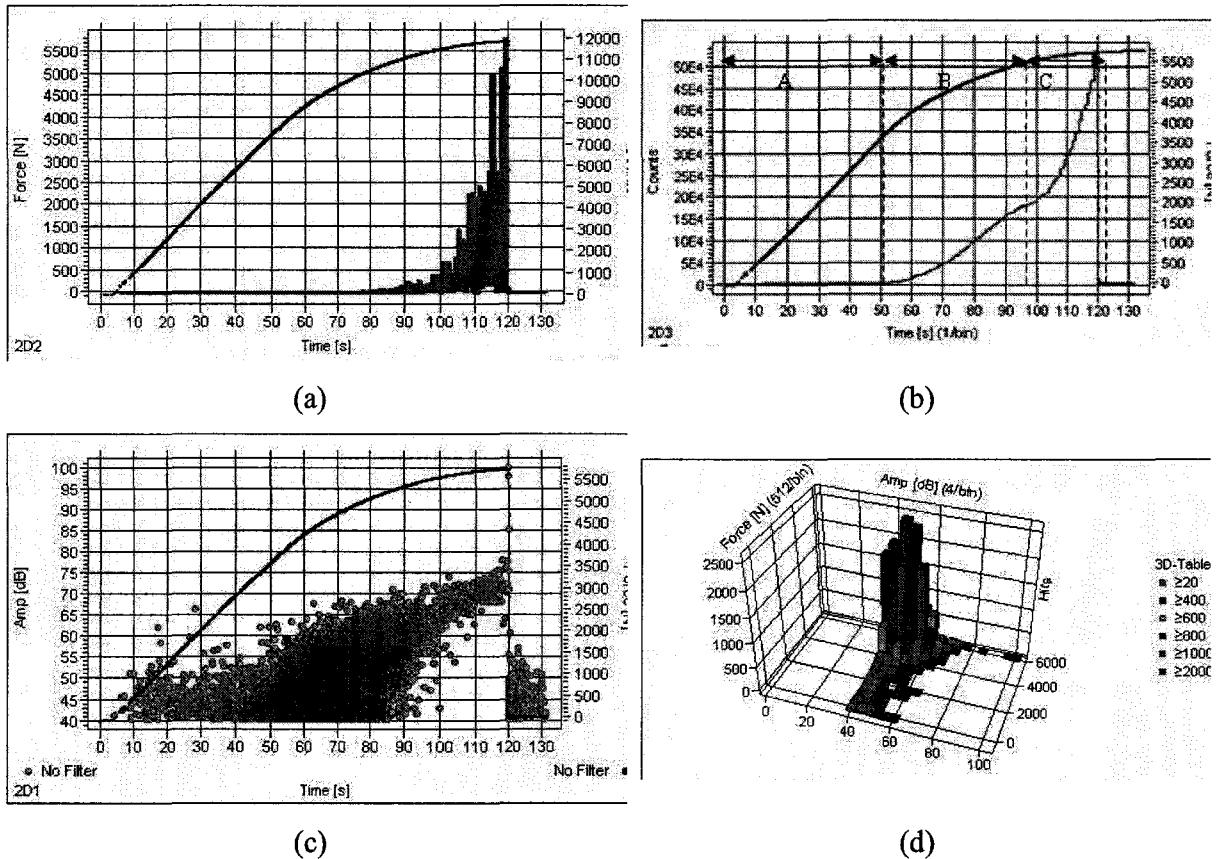 Force [N]
5500
5000
4500
4000
3500
3000
2500
2000
1500
1000
500
0
12000
11000
10000
9000
8000
7000
6000
5000
4000
3000
2000
1000
0
0 10 20 30 40 50 60 70 80 90 100 110 120 130
2D2
Time [s]
(a)
Counts
50E4
45E4
40E4
35E4
30E4
25E4
20E4
15E4
10E4
5E4
0
A
B
C
5500
5000
4500
4000
3500
3000
2500
2000
1500
1000
500
0
0 10 20 30 40 50 60 70 80 90 100 110 120 130
2D3
Time [s] (1/bin)
(b)
Amp [dB]
100
95
90
85
80
75
70
65
60
55
50
45
40
5500
5000
4500
4000
3500
3000
2500
2000
1500
1000
500
0
0 10 20 30 40 50 60 70 80 90 100 110 120 130
No Filter
No Filter
2D1
Time [s]
(c)
Force [N] (512/bin)
Amp [dB] (4/bin)
2500
2000
1500
1000
500
0
0 20 40 60 80 100
6000
4000
2000
0
3D-Table
≥20
≥400
≥600
≥800
≥1000
≥2000
(d)